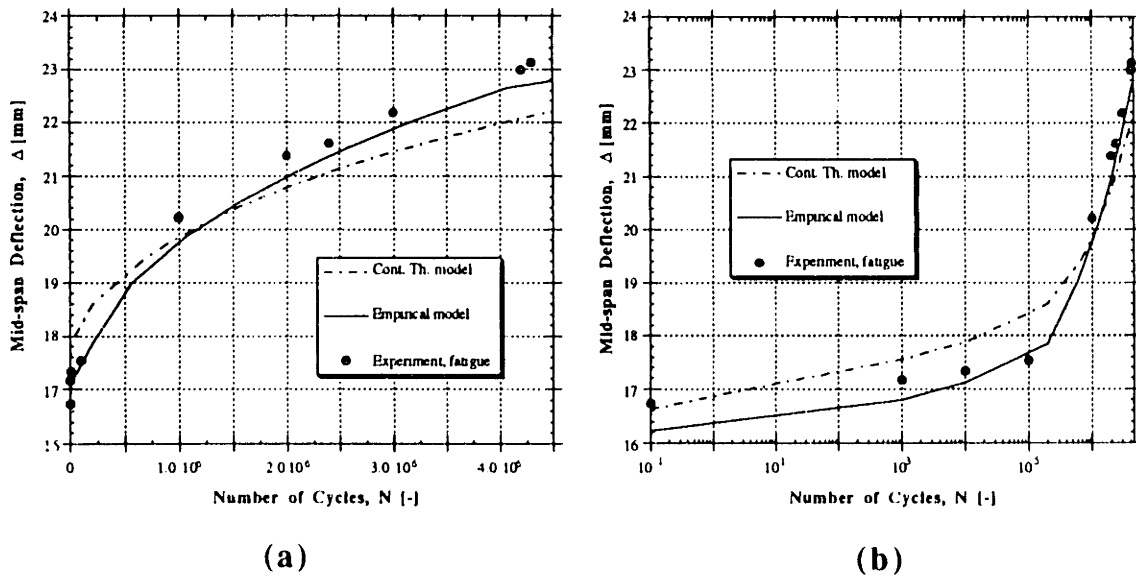 24
23
22
21
20
19
18
17
16
Mid-span Deflection, Δ [mm]
Cont. Th. model
Empirical model
Experiment, fatigue
0
1.0 10⁶
2.0 10⁶
3.0 10⁶
4.0 10⁶
Number of Cycles, N [-]
(a)
24
23
22
21
20
19
18
17
16
Mid-span Deflection, Δ [mm]
Cont. Th. model
Empirical model
Experiment, fatigue
10⁻¹
10¹
10³
10⁵
Number of Cycles, N [-]
(b)